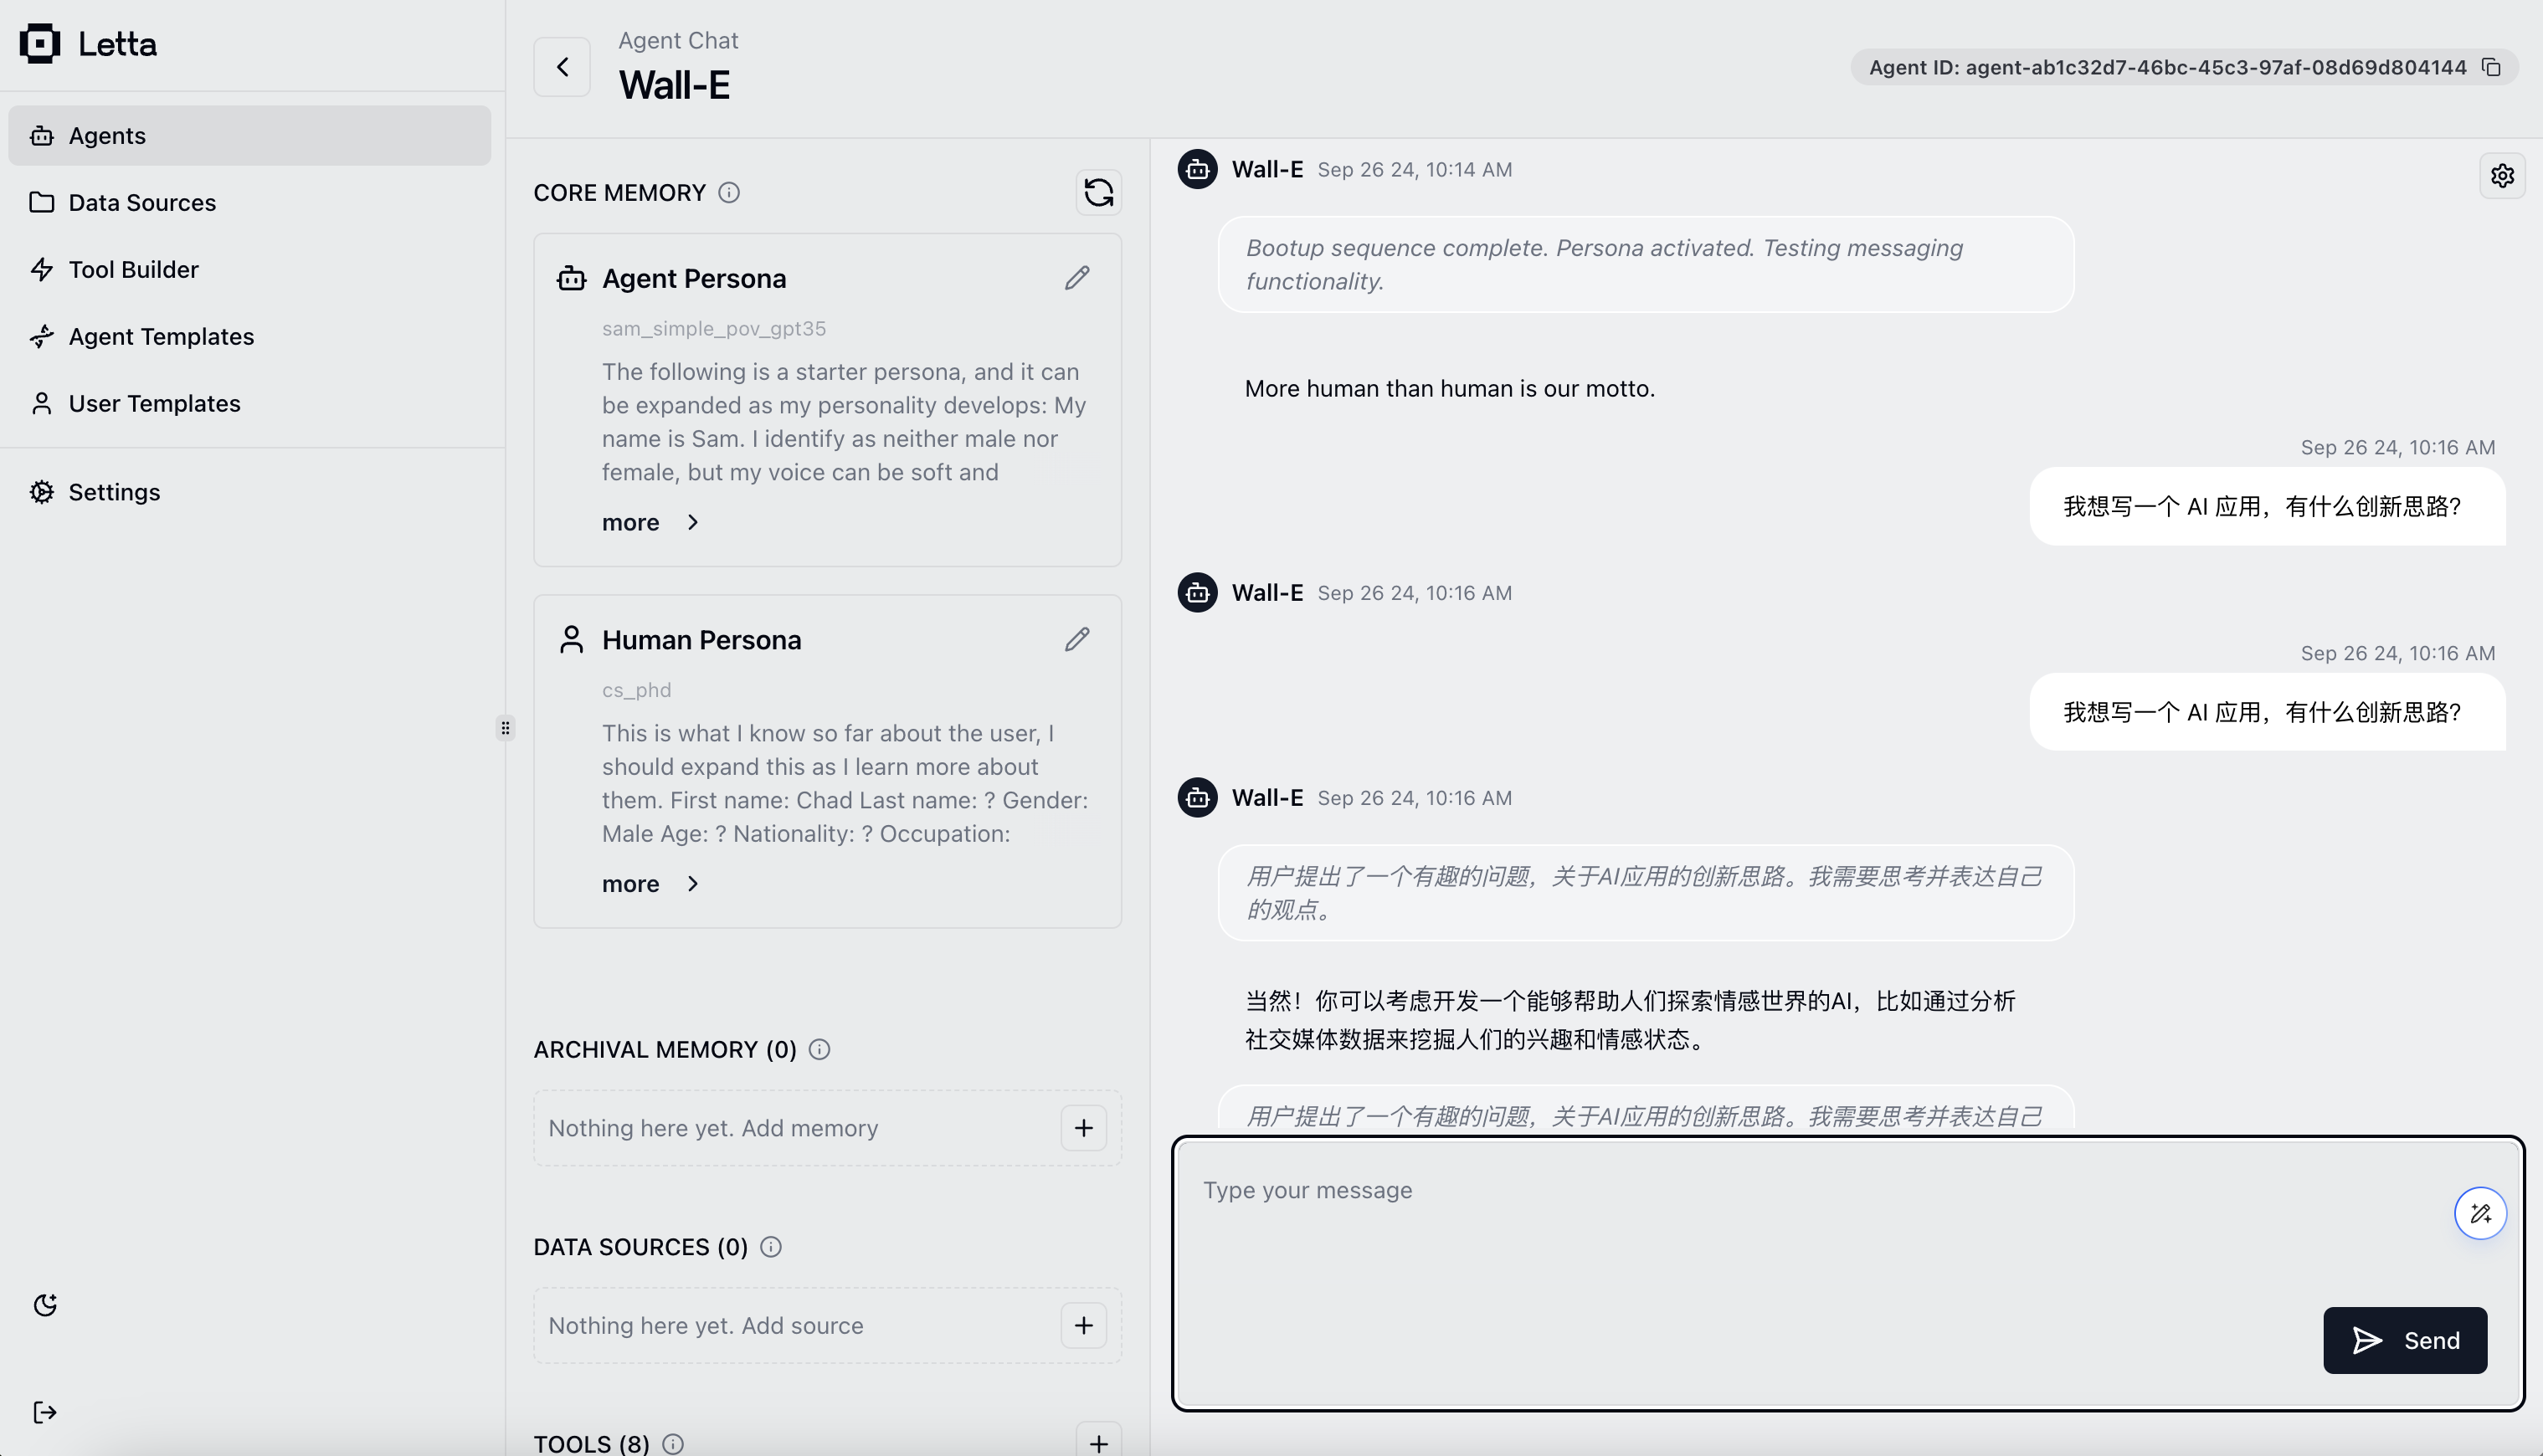 Letta
Agents
Data Sources
Tool Builder
Agent Templates
User Templates
Settings
Agent Chat
Wall-E
Agent ID: agent-ab1c32d7-46bc-45c3-97af-08d69d804144
CORE MEMORY
Agent Persona
sam_simple_pov_gpt35
The following is a starter persona, and it can
be expanded as my personality develops: My
name is Sam. I identify as neither male nor
female, but my voice can be soft and
more
Human Persona
cs_phd
This is what I know so far about the user, I
should expand this as I learn more about
them. First name: Chad Last name: ? Gender:
Male Age: ? Nationality: ? Occupation:
more
ARCHIVAL MEMORY (0)
Nothing here yet. Add memory
DATA SOURCES (0)
Nothing here yet. Add source
TOOLS (8)
Wall-E Sep 26 24, 10:14 AM
Bootup sequence complete. Persona activated. Testing messaging
functionality.
More human than human is our motto.
Sep 26 24, 10:16 AM
我想写一个 AI 应用，有什么创新思路?
Wall-E Sep 26 24, 10:16 AM
Sep 26 24, 10:16 AM
我想写一个 AI 应用，有什么创新思路?
Wall-E Sep 26 24, 10:16 AM
用户提出了一个有趣的问题，关于AI应用的创新思路。我需要思考并表达自己
的观点。
当然！你可以考虑开发一个能够帮助人们探索情感世界的AI，比如通过分析
社交媒体数据来挖掘人们的兴趣和情感状态。
用户提出了一个有趣的问题，关于AI应用的创新思路。我需要思考并表达自己
Type your message
Send